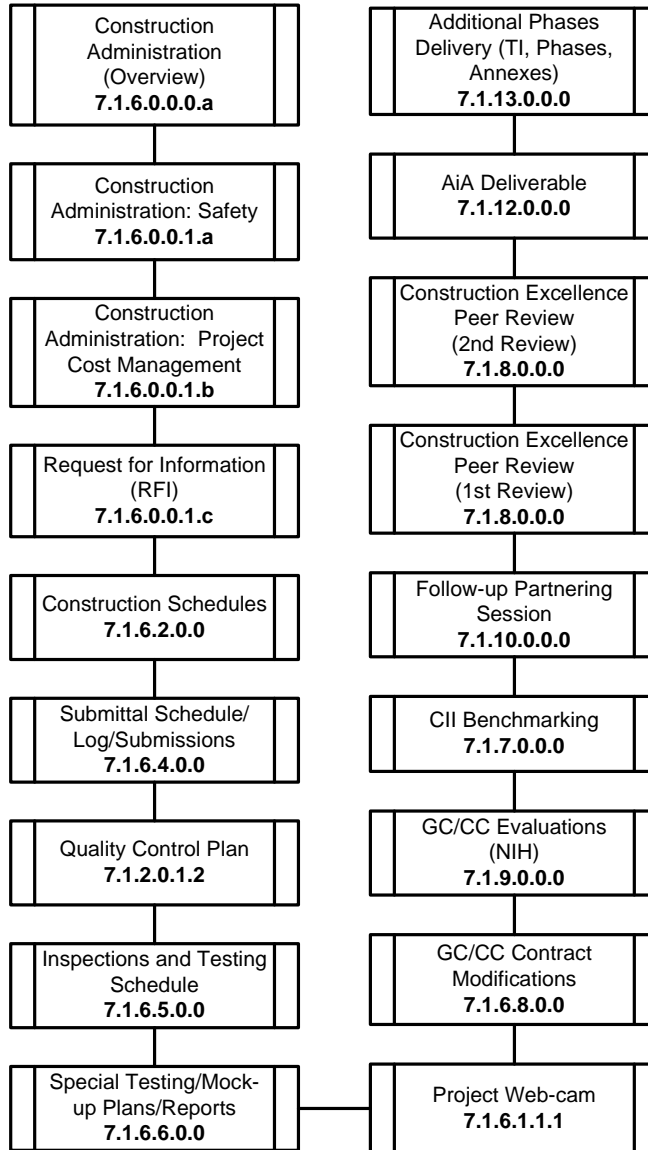 Construction
Administration
(Overview)
7.1.6.0.0.0.a
Construction
Administration: Safety
7.1.6.0.0.1.a
Construction
Administration:  Project
Cost Management
7.1.6.0.0.1.b
Request for Information
(RFI)
7.1.6.0.0.1.c
Construction Schedules
7.1.6.2.0.0
Submittal Schedule/
Log/Submissions
7.1.6.4.0.0
Quality Control Plan
7.1.2.0.1.2
Inspections and Testing
Schedule
7.1.6.5.0.0
Special Testing/Mock-
up Plans/Reports
7.1.6.6.0.0
Additional Phases
Delivery (TI, Phases,
Annexes)
7.1.13.0.0.0
AiA Deliverable
7.1.12.0.0.0
Construction Excellence
Peer Review
(2nd Review)
7.1.8.0.0.0
Construction Excellence
Peer Review
(1st Review)
7.1.8.0.0.0
Follow-up Partnering
Session
7.1.10.0.0.0
CII Benchmarking
7.1.7.0.0.0
GC/CC Evaluations
(NIH)
7.1.9.0.0.0
GC/CC Contract
Modifications
7.1.6.8.0.0
Project Web-cam
7.1.6.1.1.1